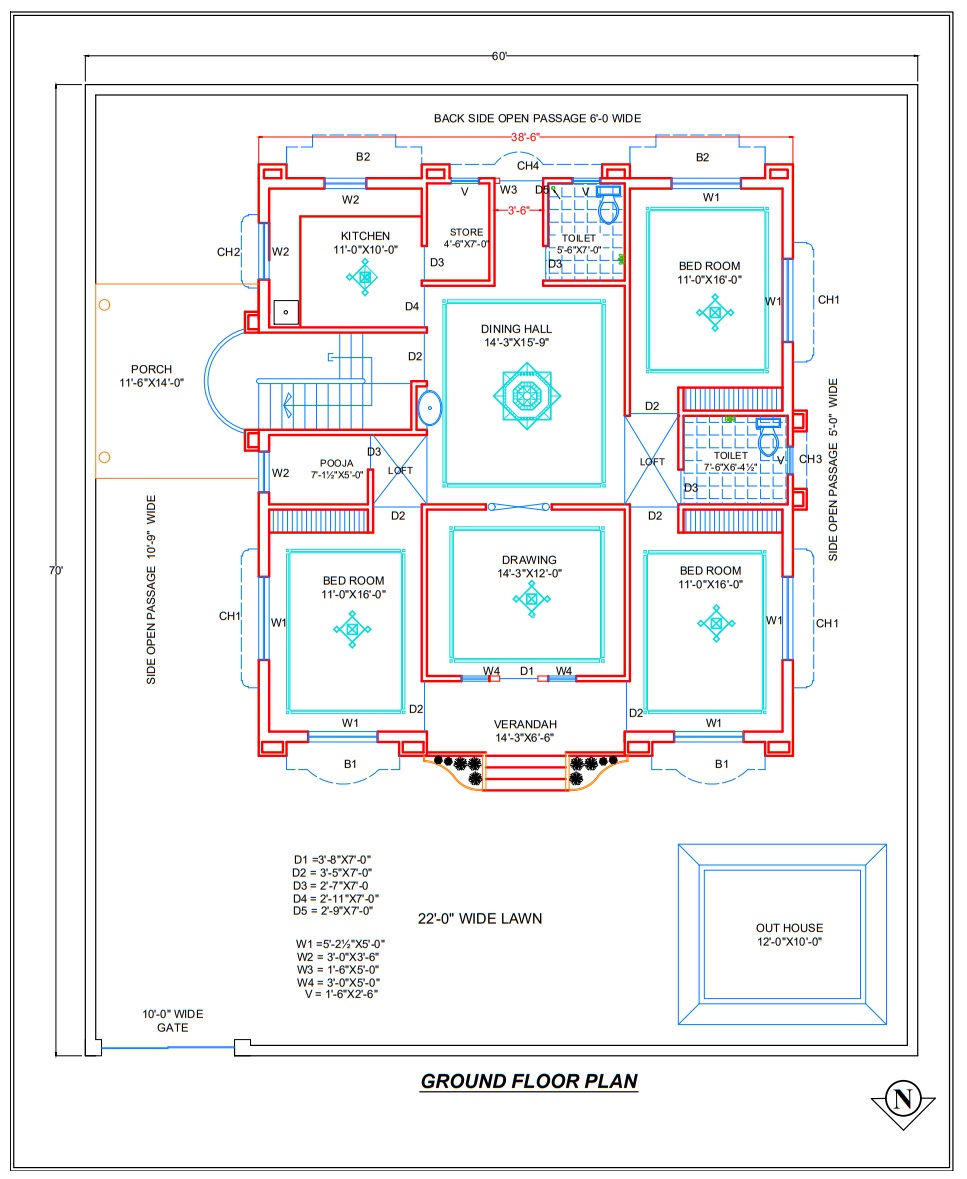 60'
BACK SIDE OPEN PASSAGE 6'-0 WIDE
38'-6"
B2
CH4
B2
W2
V
W3
D5
V
W1
3'-6"
KITCHEN
11'-0"X10'-0"
STORE
4'-6"X7'-0"
TOILET
5'-6"X7'-0"
CH2
W2
D3
D3
BED ROOM
11'-0"X16'-0"
W1
CH1
D4
DINING HALL
14'-3"X15'-9"
D2
PORCH
11'-6"X14'-0"
D2
SIDE OPEN PASSAGE 5'-0" WIDE
D3
POOJA
7'-1½"X5'-0"
W2
LOFT
LOFT
TOILET
7'-6"X6'-4½"
V
CH3
D3
D2
D2
SIDE OPEN PASSAGE 10'-9" WIDE
70'
DRAWING
14'-3"X12'-0"
BED ROOM
11'-0"X16'-0"
BED ROOM
11'-0"X16'-0"
CH1
W1
W1
CH1
W4
D1
W4
D2
D2
W1
W1
VERANDAH
14'-3"X6'-6"
B1
B1
D1 =3'-8"X7'-0"
D2 = 3'-5"X7'-0"
D3 = 2'-7"X7'-0
D4 = 2'-11"X7'-0"
D5 = 2'-9"X7'-0"
22'-0" WIDE LAWN
OUT HOUSE
12'-0"X10'-0"
W1 =5'-2½"X5'-0"
W2 = 3'-0"X3'-6"
W3 = 1'-6"X5'-0"
W4 = 3'-0"X5'-0"
V = 1'-6"X2'-6"
10'-0" WIDE
GATE
GROUND FLOOR PLAN
N